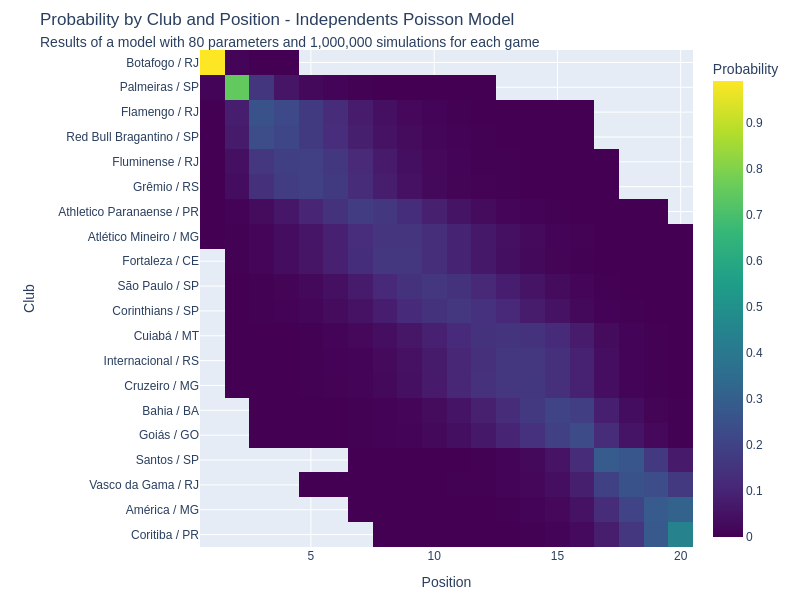 Probability by Club and Position - Independents Poisson Model
Results of a model with 80 parameters and 1,000,000 simulations for each game
Probability
Botafogo / RJ
Palmeiras / SP
Flamengo / RJ
Red Bull Bragantino / SP
Fluminense / RJ
Grêmio / RS
Athletico Paranaense / PR
Atlético Mineiro / MG
Fortaleza / CE
São Paulo / SP
Corinthians / SP
Cuiabá / MT
Internacional / RS
Cruzeiro / MG
Bahia / BA
Goiás / GO
Santos / SP
Vasco da Gama / RJ
América / MG
Coritiba / PR
Club
5 10 15 20
Position
0.9
0.8
0.7
0.6
0.5
0.4
0.3
0.2
0.1
0